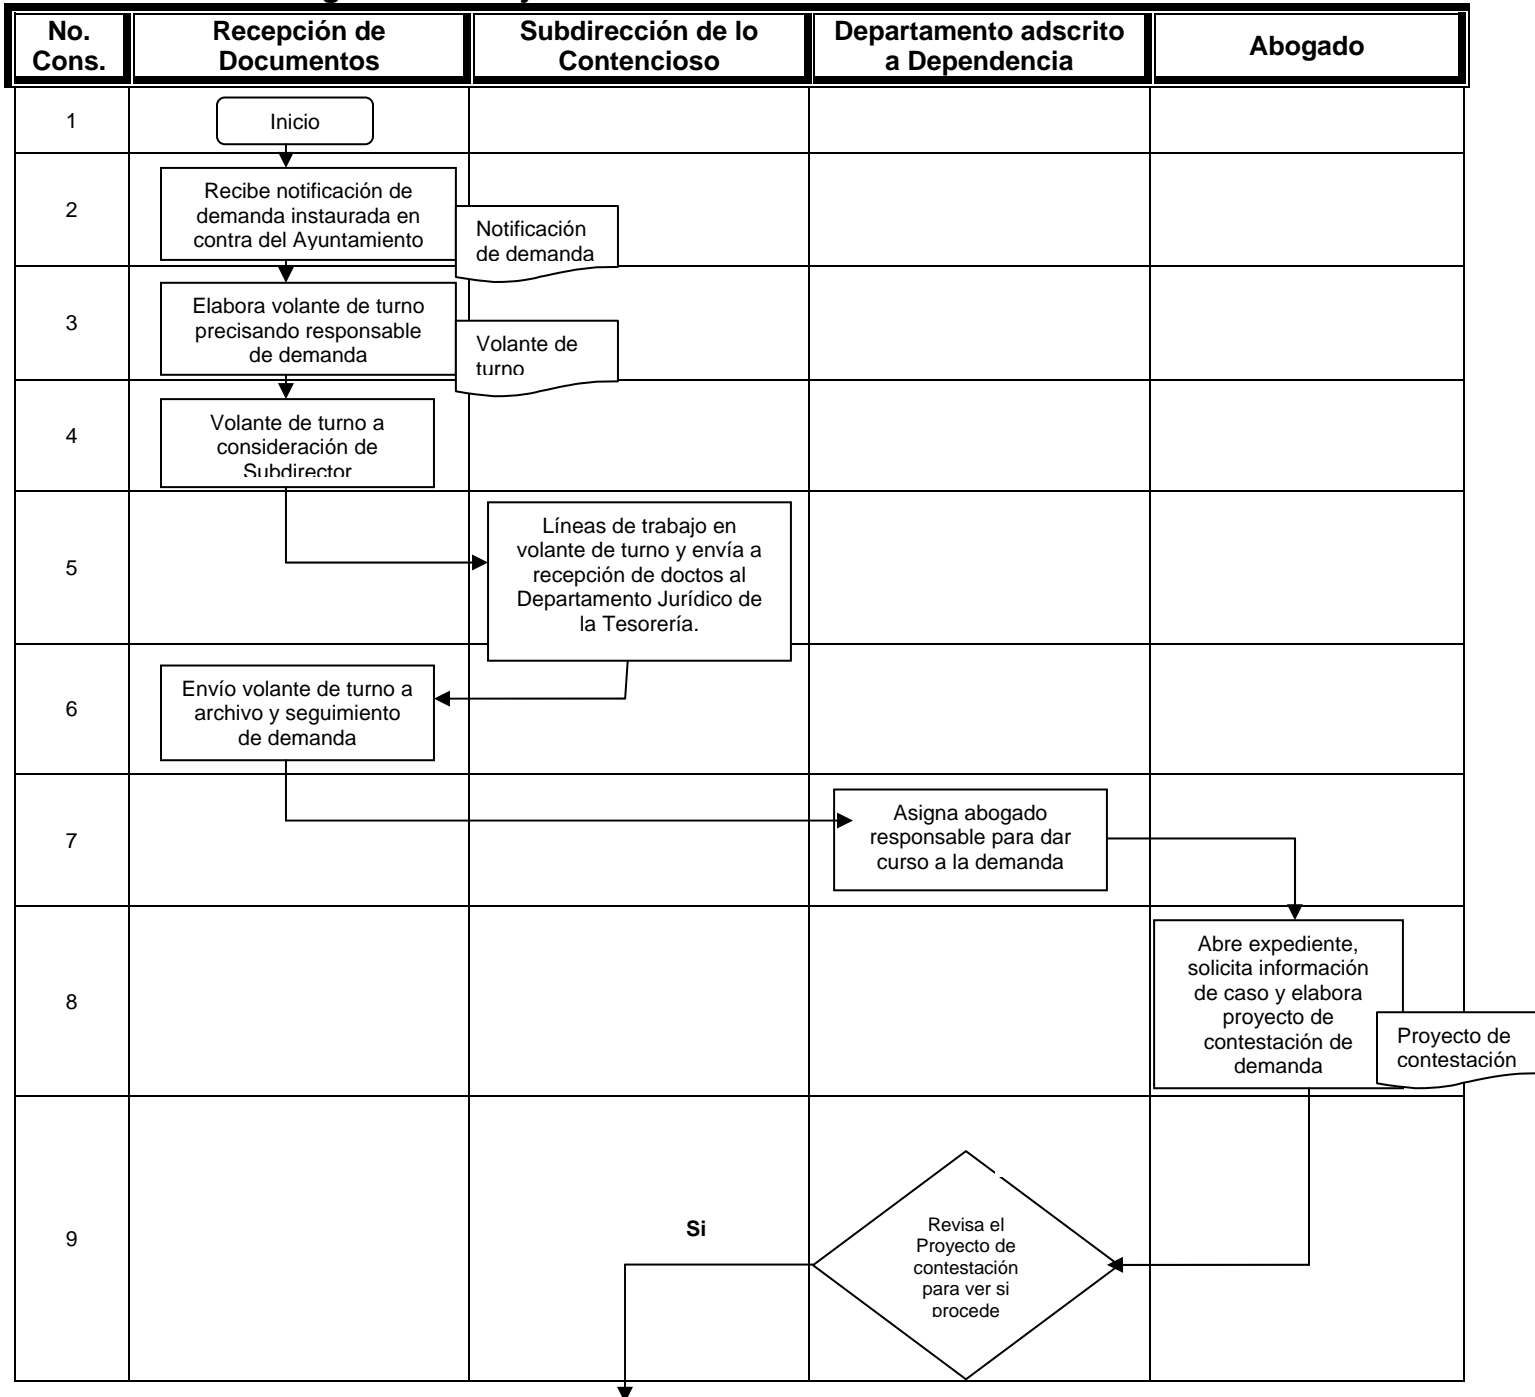 No.
Cons.
Recepción de
Documentos
Subdirección de lo
Contencioso
Departamento adscrito
a Dependencia
Abogado
1
Inicio
2
Recibe notificación de
demanda instaurada en
contra del Ayuntamiento
Notificación
de demanda
3
Elabora volante de turno
precisando responsable
de demanda
Volante de
turno
4
Volante de turno a
consideración de
Subdirector
5
Líneas de trabajo en
volante de turno y envía a
recepción de doctos al
Departamento Jurídico de
la Tesorería.
6
Envío volante de turno a
archivo y seguimiento
de demanda
7
Asigna abogado
responsable para dar
curso a la demanda
8
Abre expediente,
solicita información
de caso y elabora
proyecto de
contestación de
demanda
Proyecto de
contestación
9
Si
Revisa el
Proyecto de
contestación
para ver si
procede